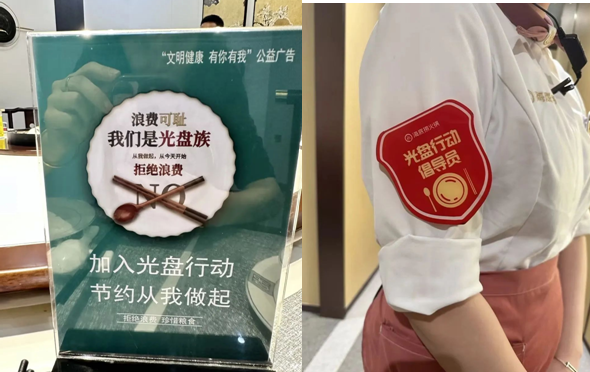 “文明健康 有你有我”公益广告
浪费可耻
我们是光盘族
从我做起，从今天开始
拒绝浪费
NO
加入光盘行动
节约从我做起
拒绝浪费 珍惜粮食
光盘行动
倡导员